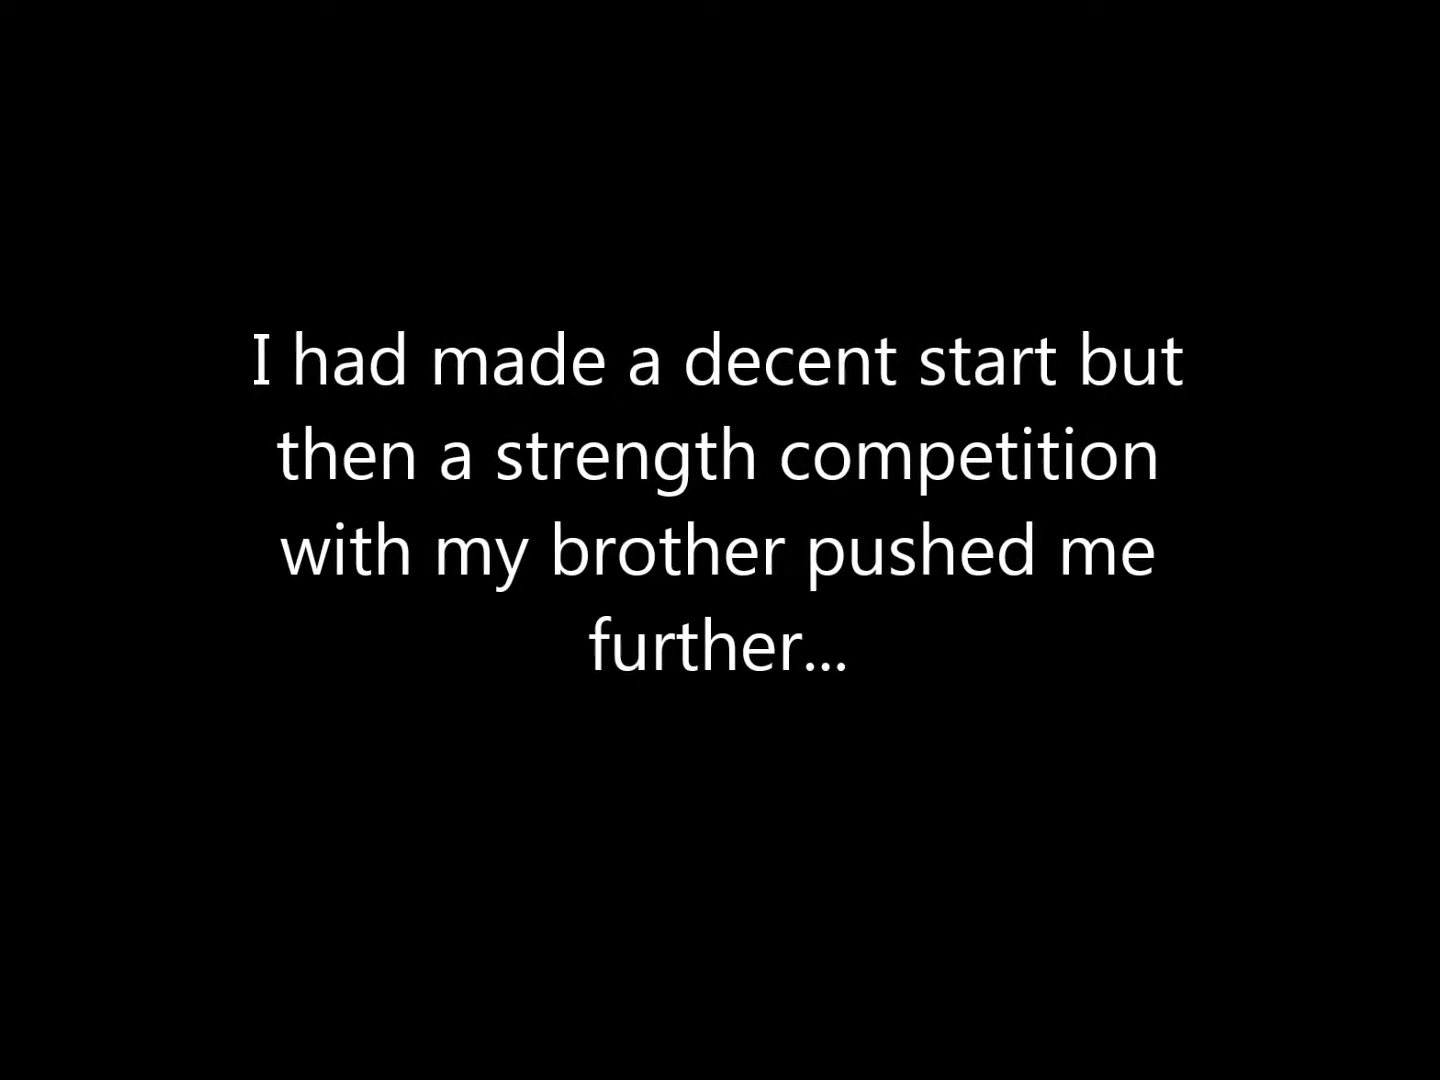 I had made a decent start but
then a strength competition
with my brother pushed me
further...